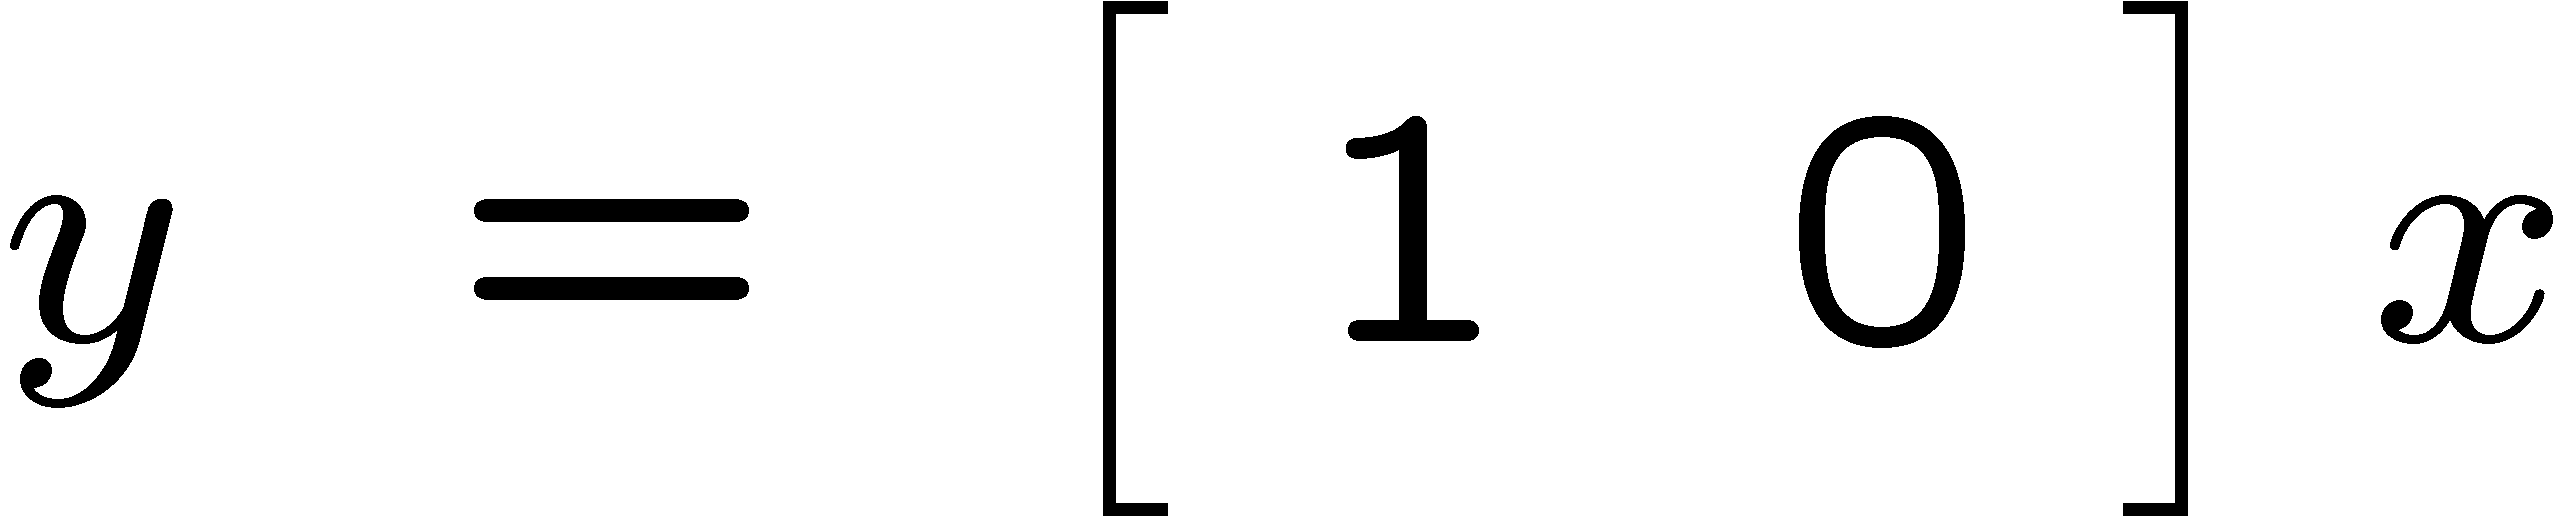 y = [ 1 0 ] x